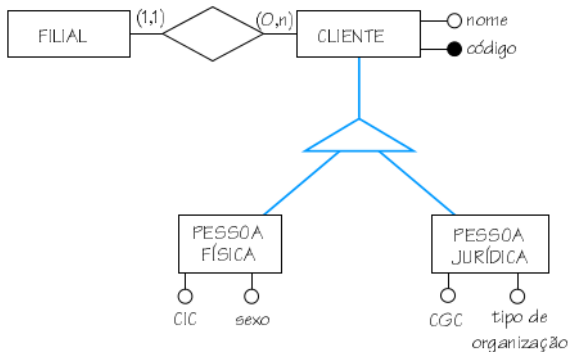 FILIAL (1,1) (0,n) CLIENTE nome
código
PESSOA
FÍSICA
PESSOA
JURÍDICA
CIC sexo CGC tipo de
organização